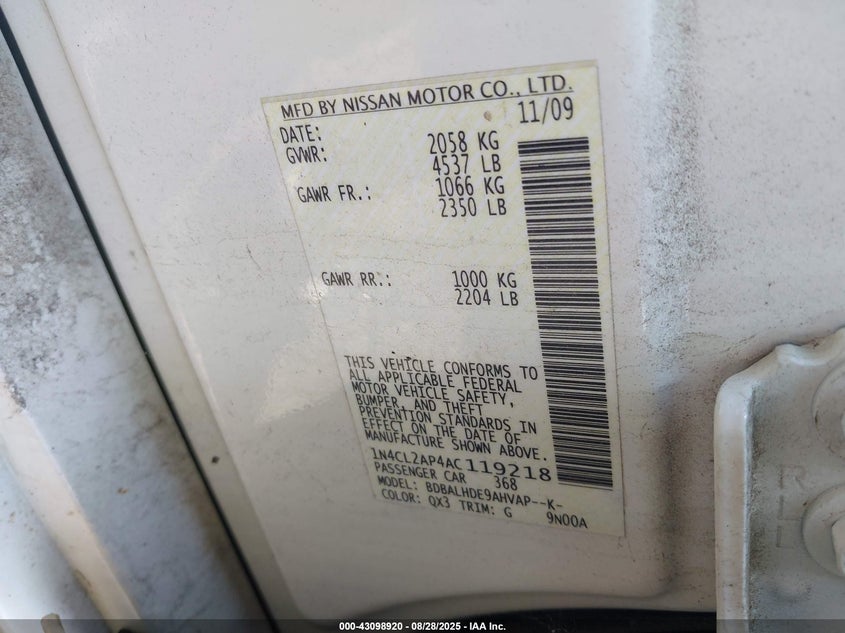 MFD BY NISSAN MOTOR CO., LTD.
DATE: 11/09
GVWR: 2058 KG
4537 LB
GAWR FR.: 1066 KG
2350 LB
GAWR RR.: 1000 KG
2204 LB
THIS VEHICLE CONFORMS TO
ALL APPLICABLE FEDERAL
MOTOR VEHICLE SAFETY,
BUMPER, AND THEFT
PREVENTION STANDARDS IN
EFFECT ON THE DATE OF
MANUFACTURE SHOWN ABOVE.
1N4CL2AP4AC119218
PASSENGER CAR 368
MODEL: BDBALHDE9AHVAP--K-
COLOR: QX3 TRIM: G 9N00A
000-43098920 - 08/28/2025 - IAA Inc.